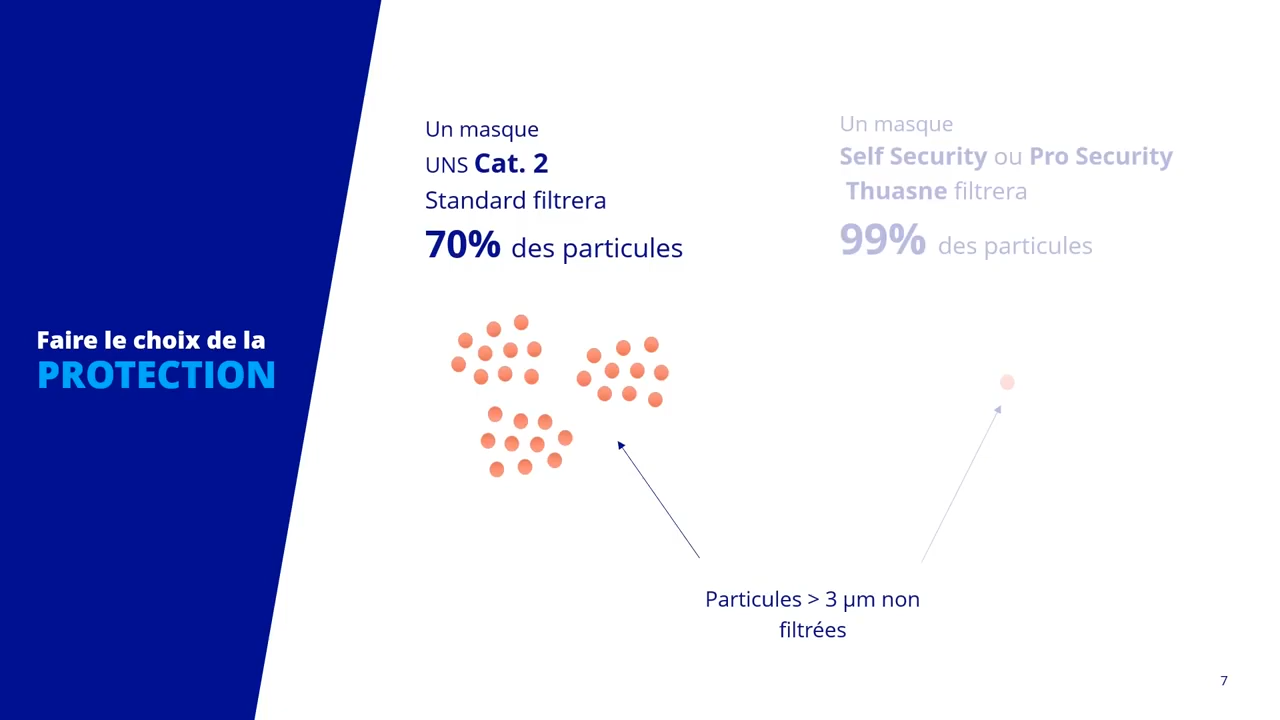 Faire le choix de la
PROTECTION
Un masque
UNS Cat. 2
Standard filtrera
70% des particules
Un masque
Self Security ou Pro Security
Thuasne filtrera
99% des particules
Particules > 3 µm non
filtrées
7